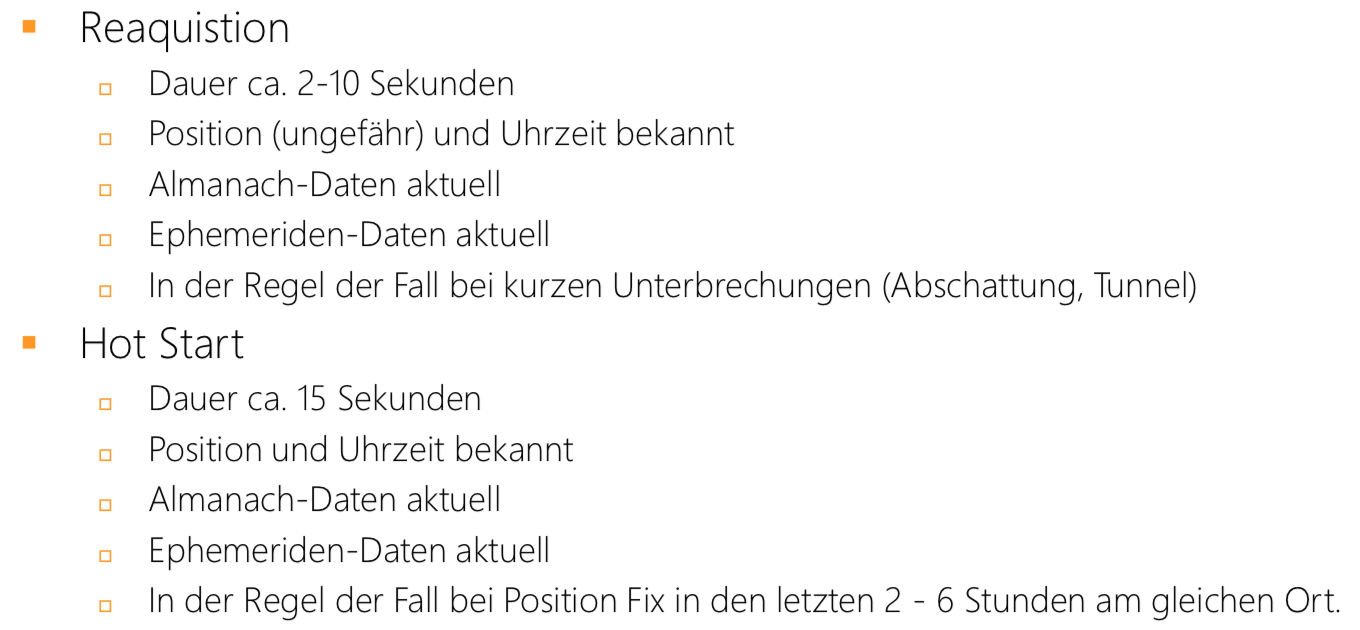 Reaquistion
Dauer ca. 2-10 Sekunden
Position (ungefähr) und Uhrzeit bekannt
Almanach-Daten aktuell
Ephemeriden-Daten aktuell
In der Regel der Fall bei kurzen Unterbrechungen (Abschattung, Tunnel)
Hot Start
Dauer ca. 15 Sekunden
Position und Uhrzeit bekannt
Almanach-Daten aktuell
Ephemeriden-Daten aktuell
In der Regel der Fall bei Position Fix in den letzten 2 - 6 Stunden am gleichen Ort.